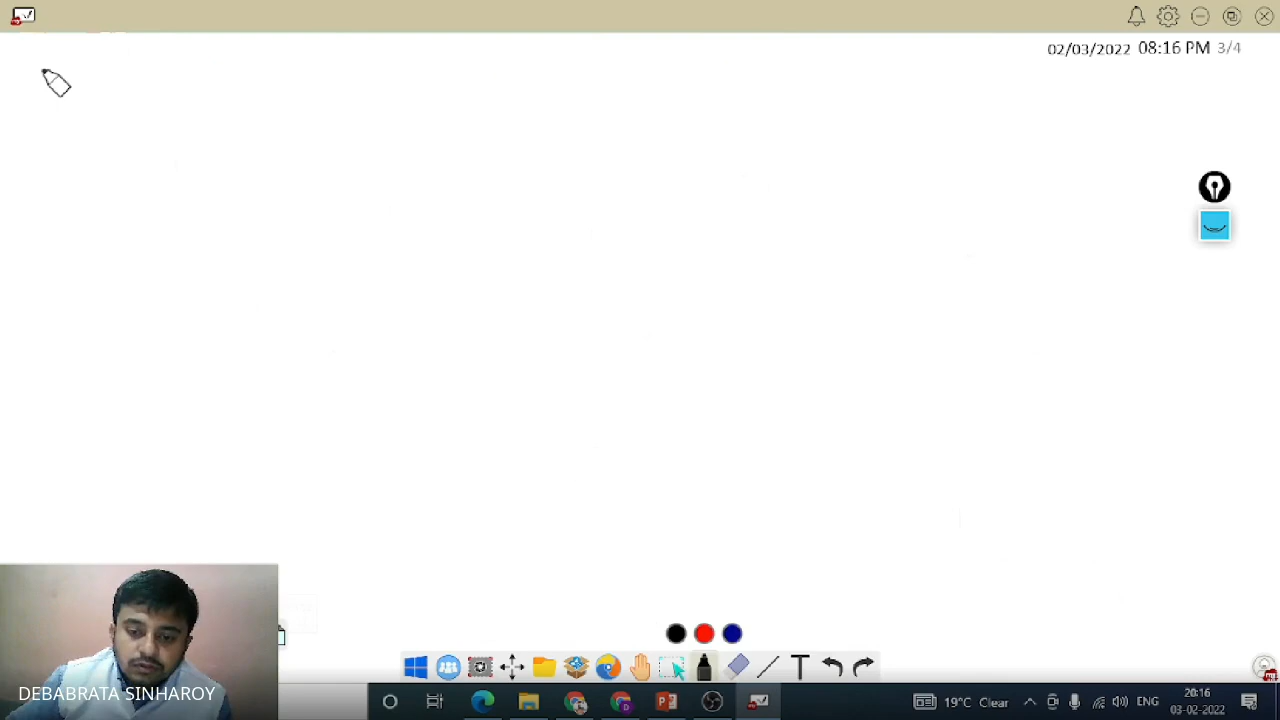 02/03/2022 08:16 PM 3/4
DEBABRATA SINHAROY
19°C Clear
ENG
20:16
03-02-2022